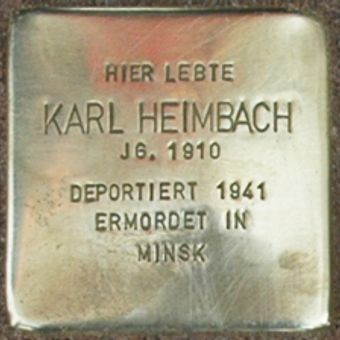 HIER LEBTE
KARL HEIMBACH
JG. 1910
DEPORTIERT 1941
ERMORDET IN
MINSK